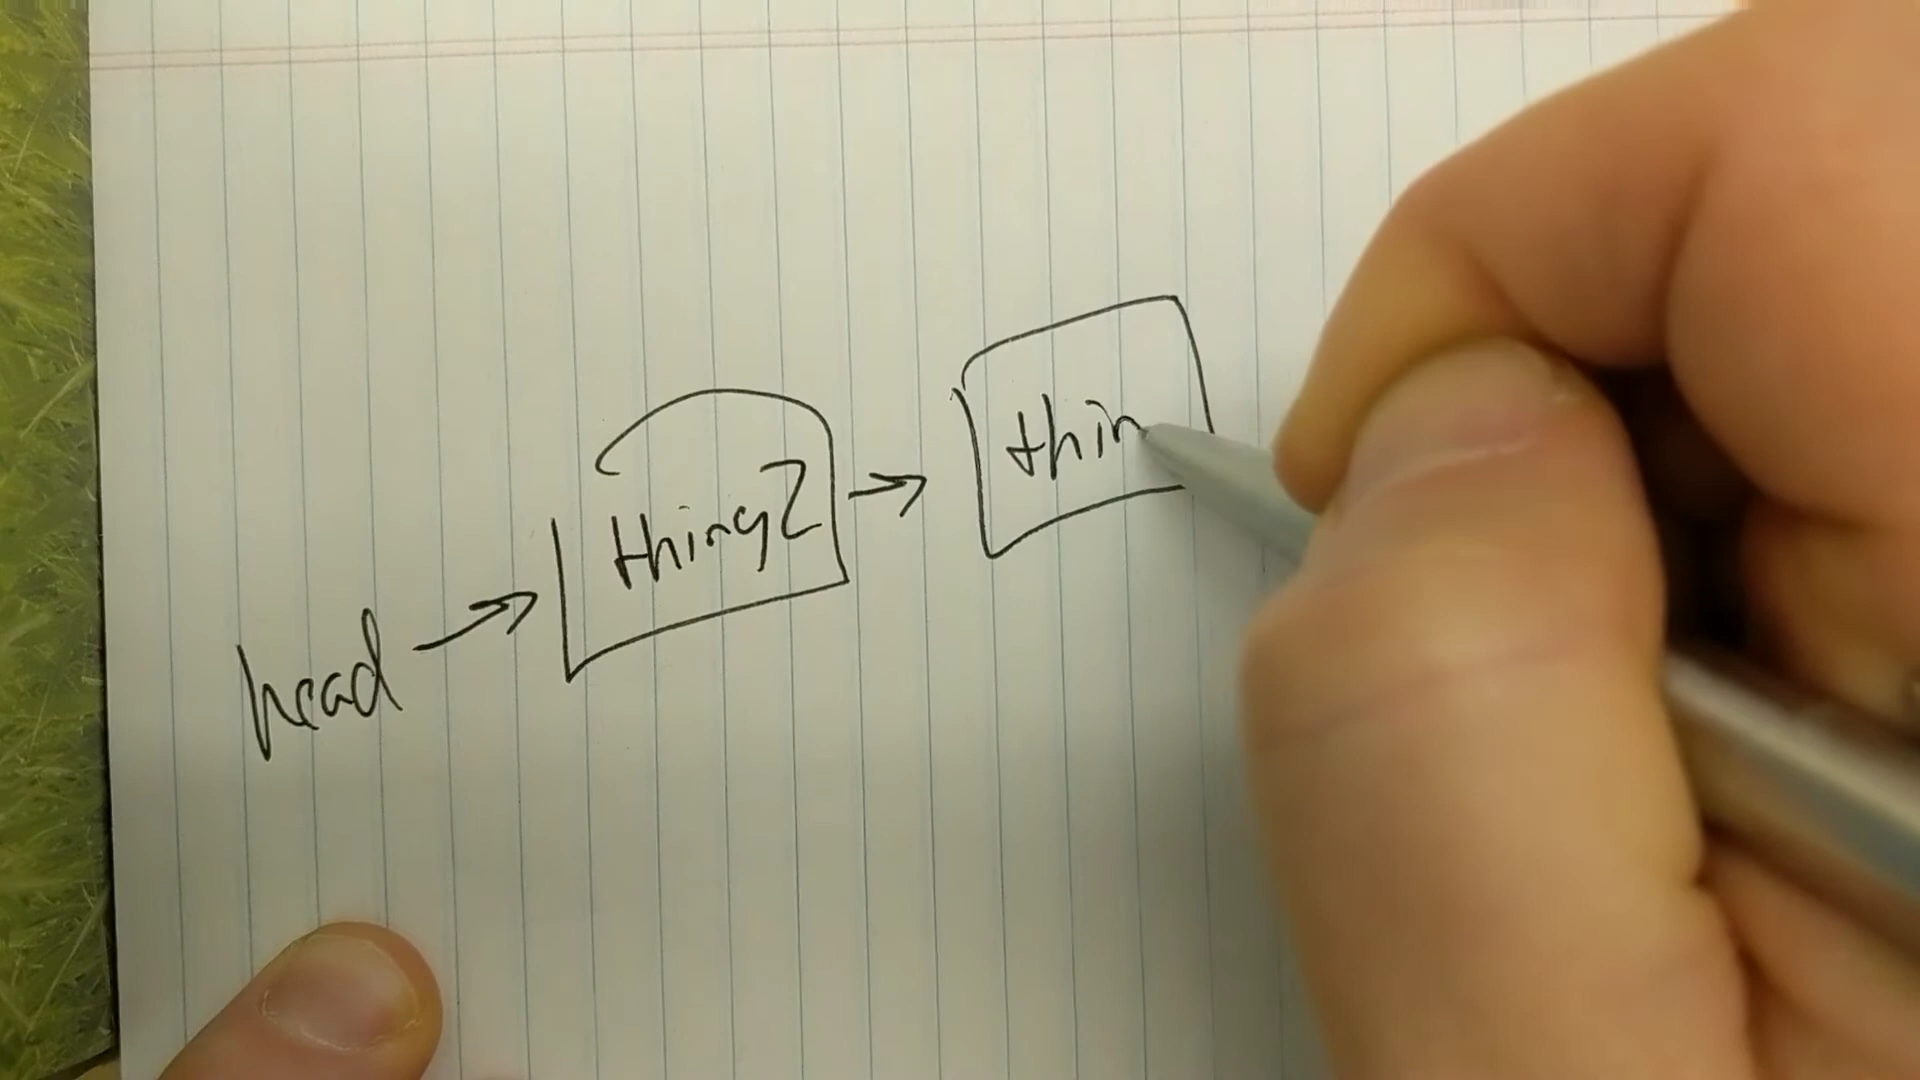 head → thing2 → thin